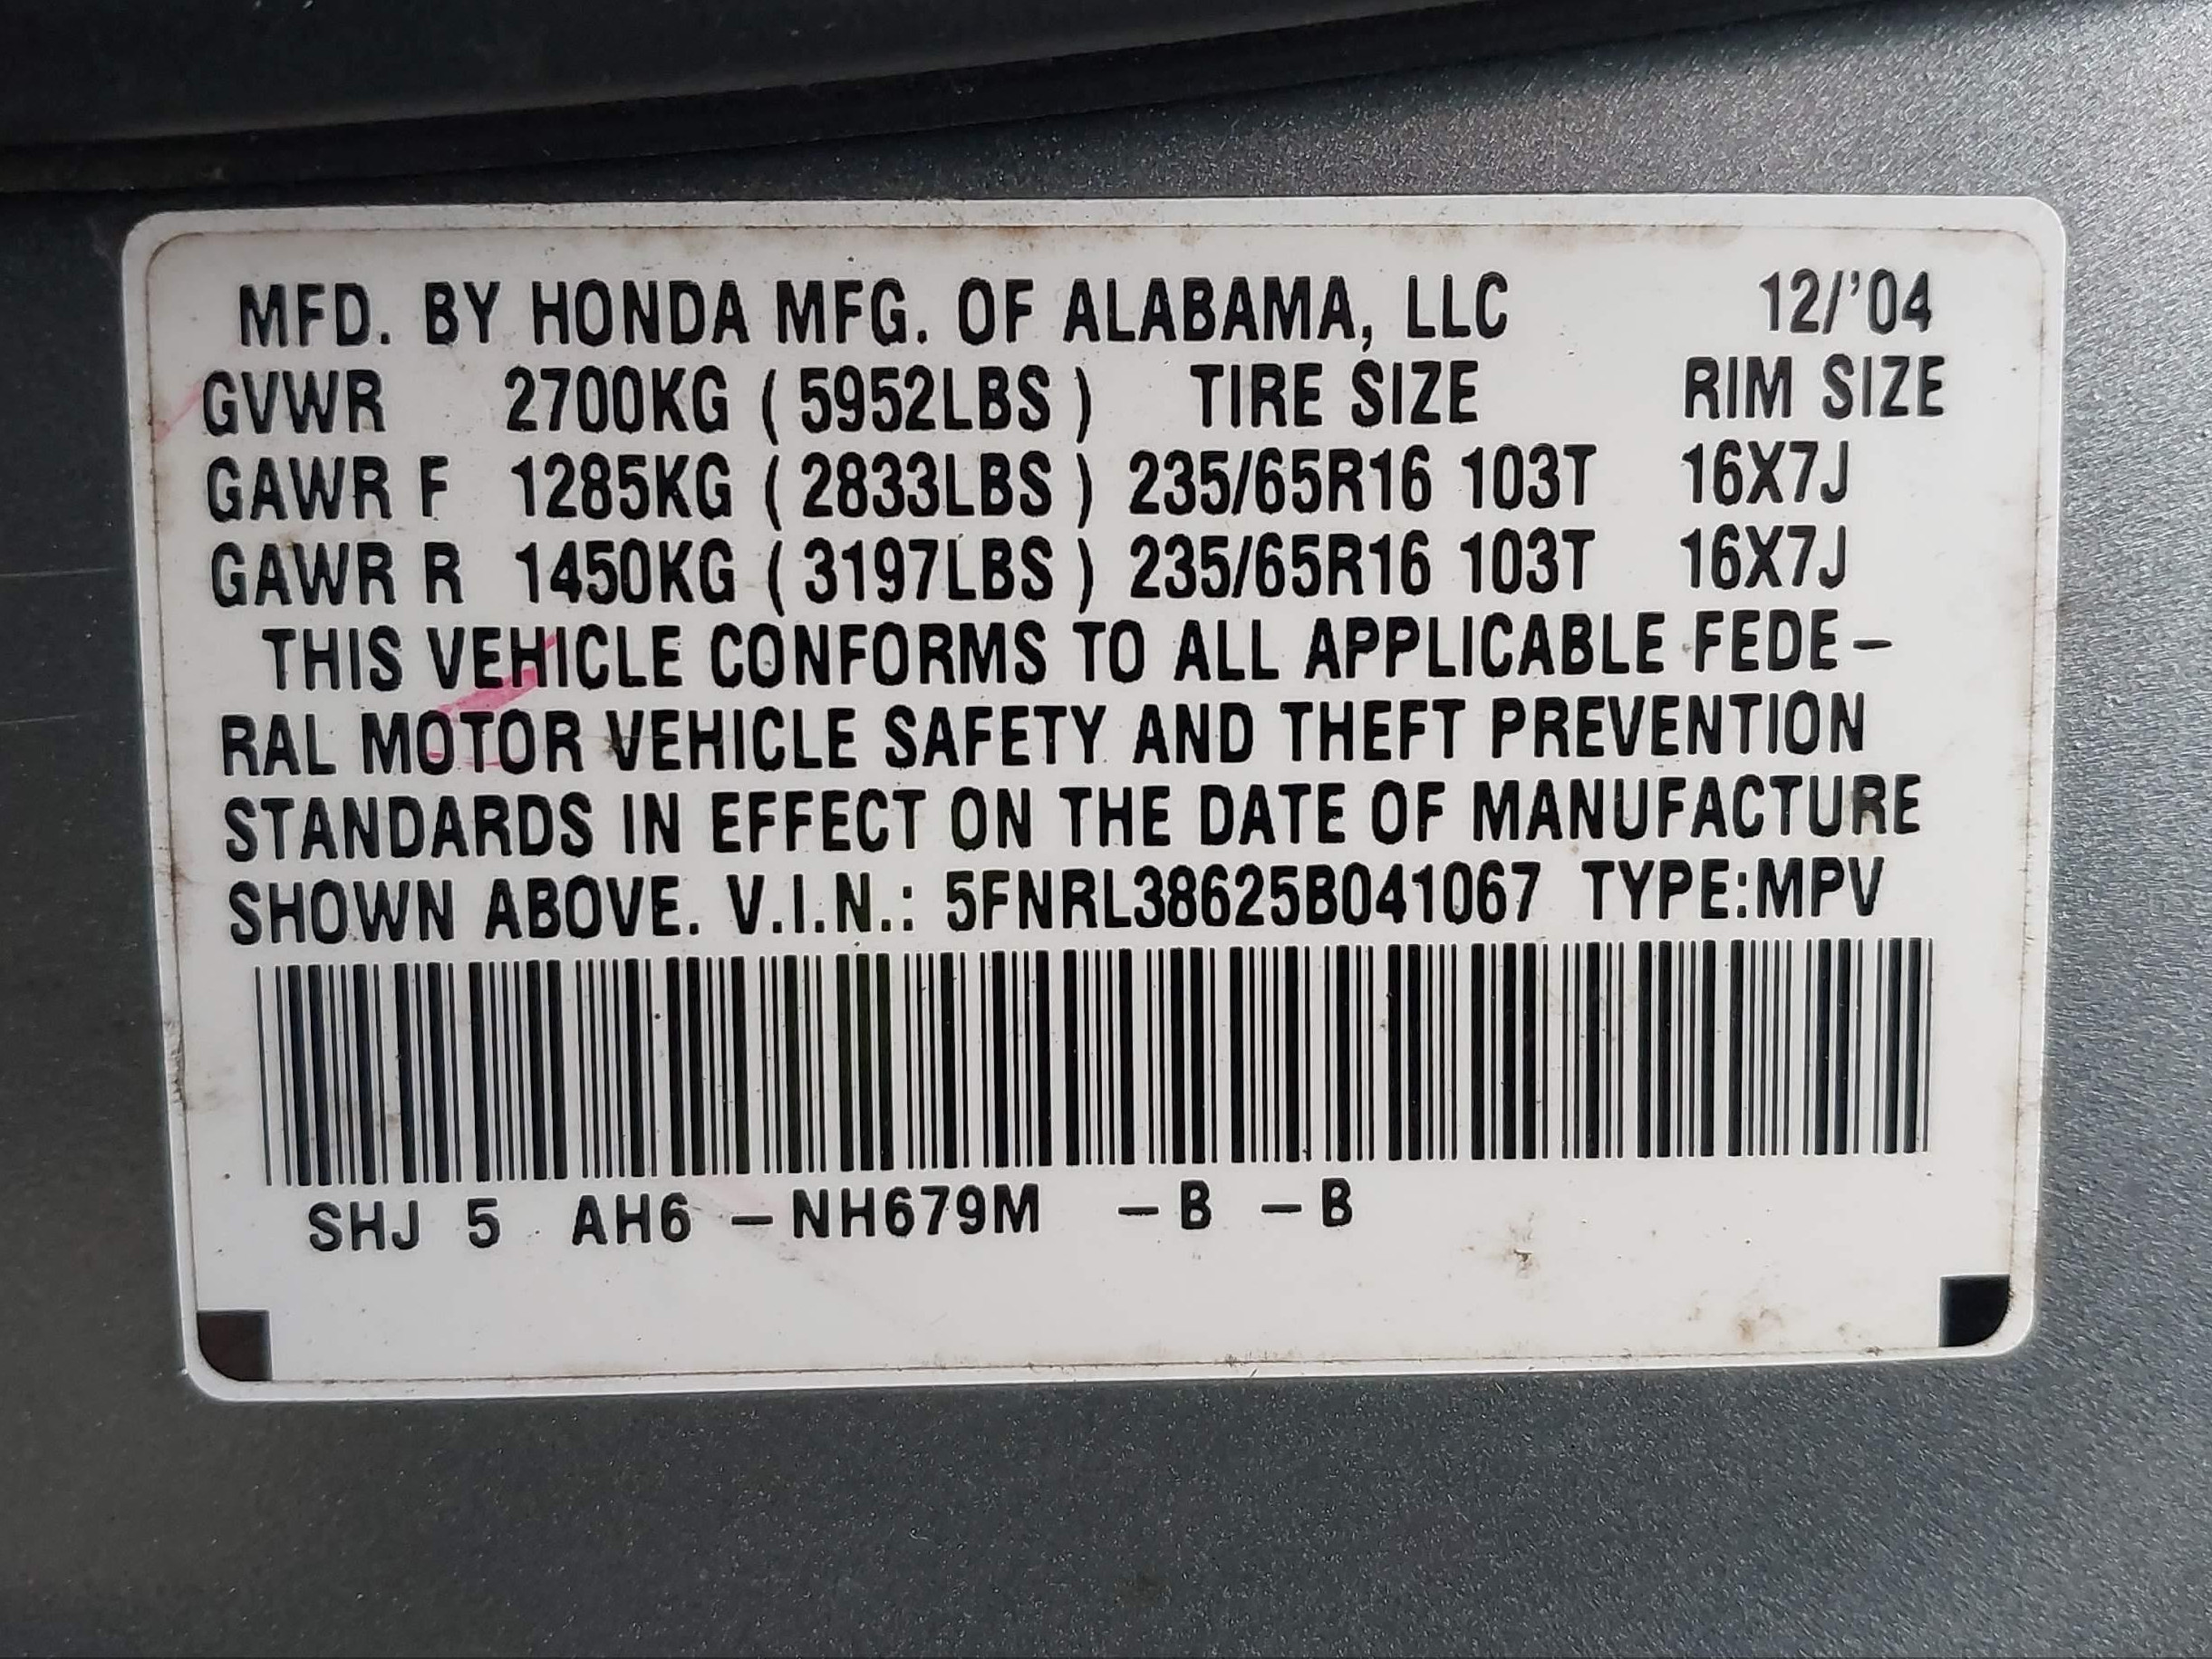 MFD. BY HONDA MFG. OF ALABAMA, LLC 12/'04
GVWR 2700KG (5952LBS) TIRE SIZE RIM SIZE
GAWR F 1285KG (2833LBS) 235/65R16 103T 16X7J
GAWR R 1450KG (3197LBS) 235/65R16 103T 16X7J
THIS VEHICLE CONFORMS TO ALL APPLICABLE FEDE-
RAL MOTOR VEHICLE SAFETY AND THEFT PREVENTION
STANDARDS IN EFFECT ON THE DATE OF MANUFACTURE
SHOWN ABOVE. V.I.N.: 5FNRL38625B041067 TYPE:MPV
SHJ 5 AH6 -NH679M -B -B